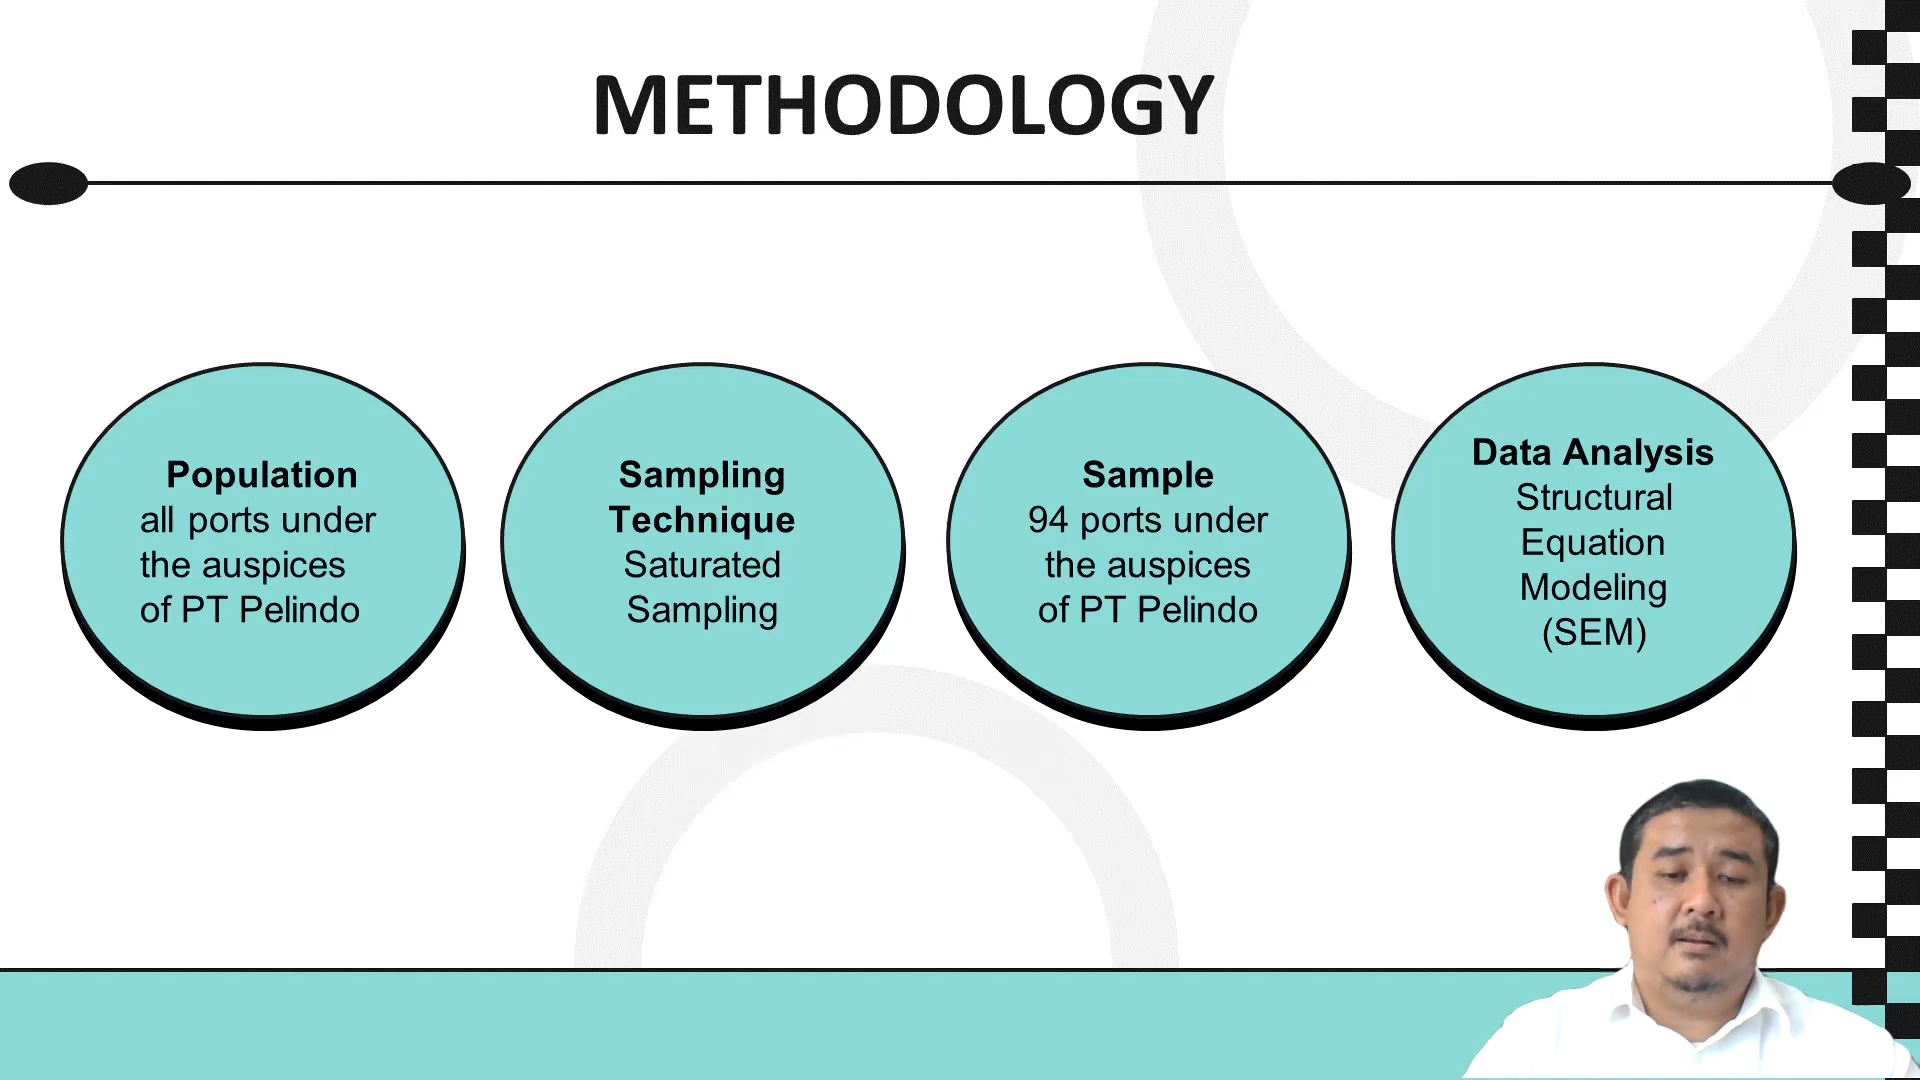 METHODOLOGY
Population
all ports under
the auspices
of PT Pelindo
Sampling
Technique
Saturated
Sampling
Sample
94 ports under
the auspices
of PT Pelindo
Data Analysis
Structural
Equation
Modeling
(SEM)